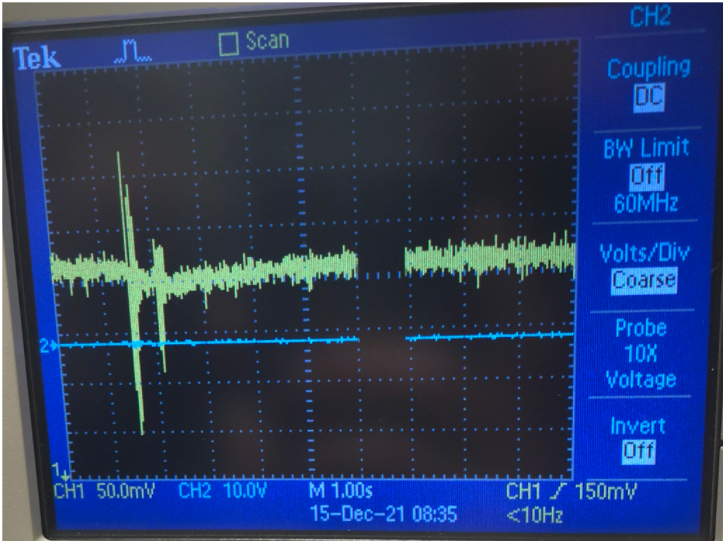 Tek Scan CH2
Coupling
DC
BW Limit
Off
60MHz
Volts/Div
Coarse
2
Probe
10X
Voltage
Invert
Off
1
CH1 50.0mV CH2 10.0V M 1.00s CH1 150mV
15-Dec-21 08:35 <10Hz